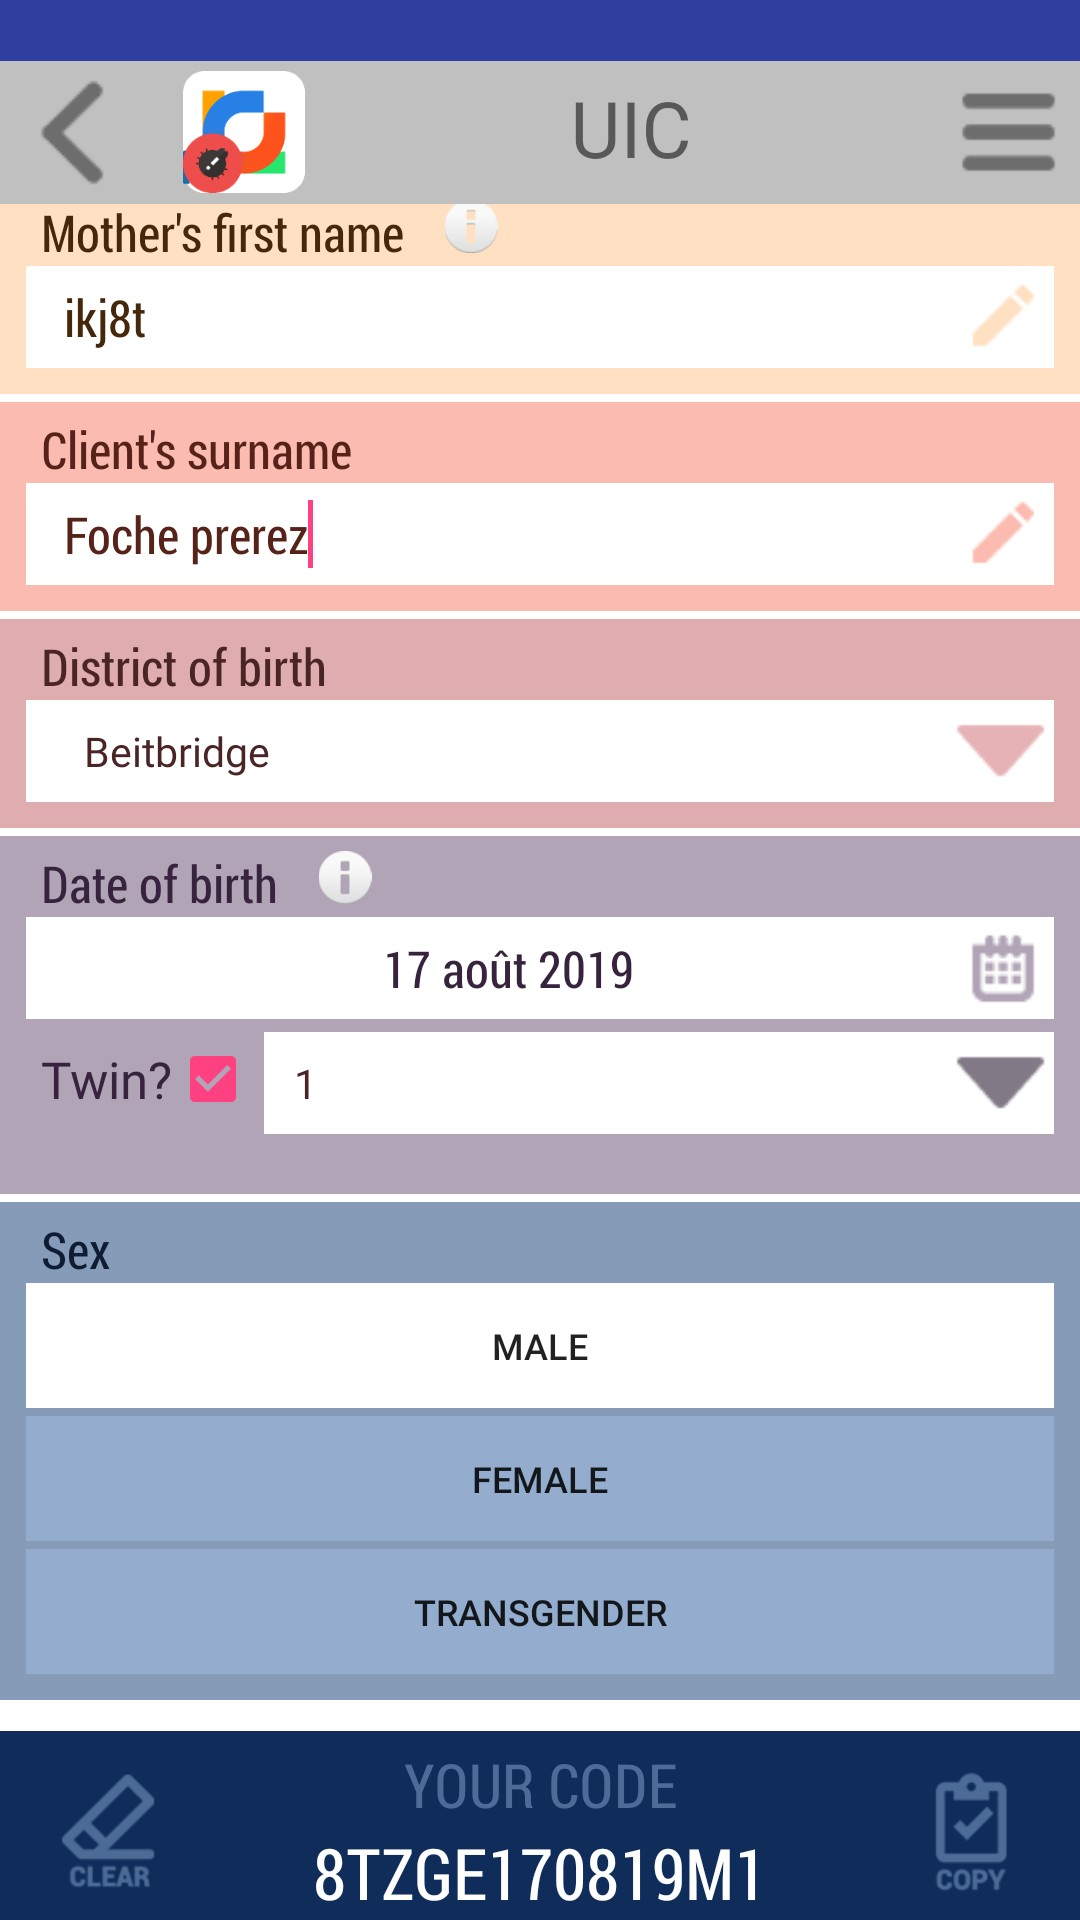 UIC
Mother's first name
ikj8t
Client's surname
Foche prerez
District of birth
Beitbridge
Date of birth
17 août 2019
Twin?
1
Sex
MALE
FEMALE
TRANSGENDER
YOUR CODE
CLEAR
8TZGE170819M1
COPY